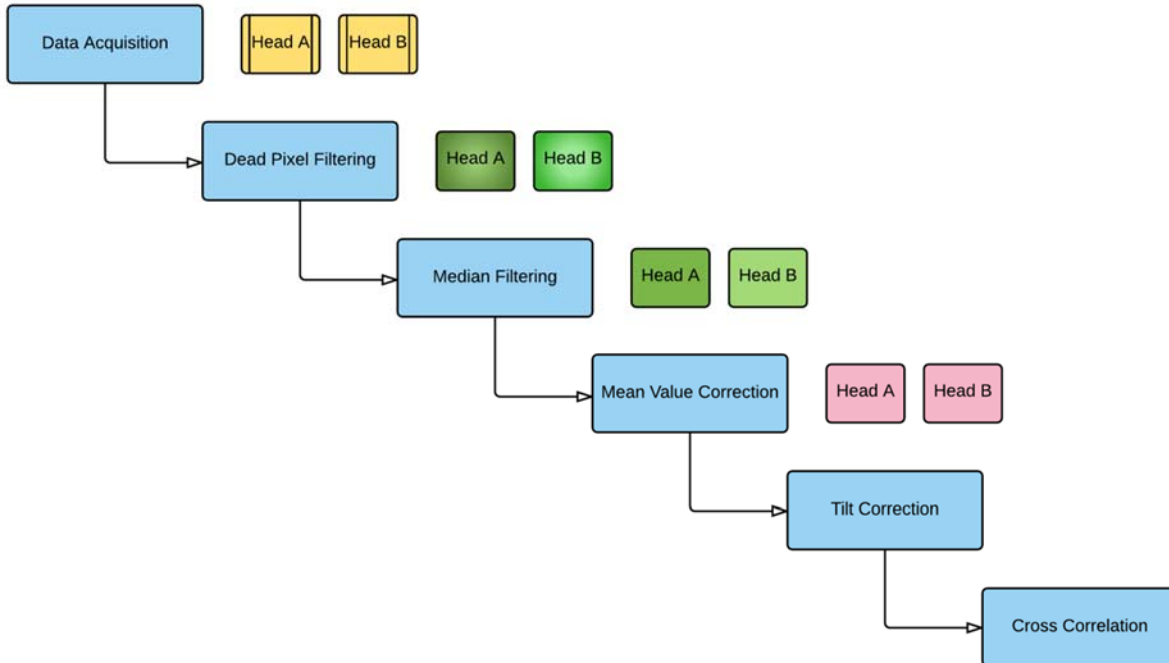 Data Acquisition
Head A
Head B
Dead Pixel Filtering
Head A
Head B
Median Filtering
Head A
Head B
Mean Value Correction
Head A
Head B
Tilt Correction
Cross Correlation